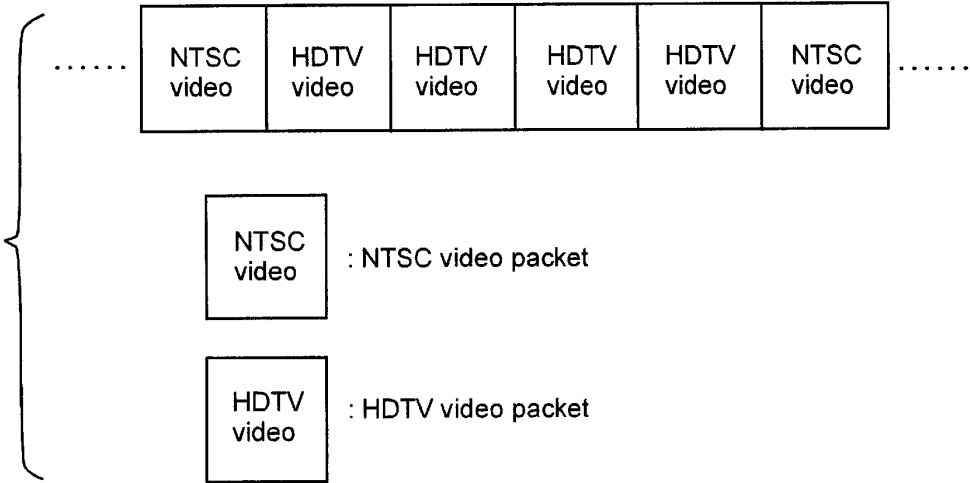 ...... NTSC video HDTV video HDTV video HDTV video HDTV video NTSC video ......
NTSC video : NTSC video packet
HDTV video : HDTV video packet